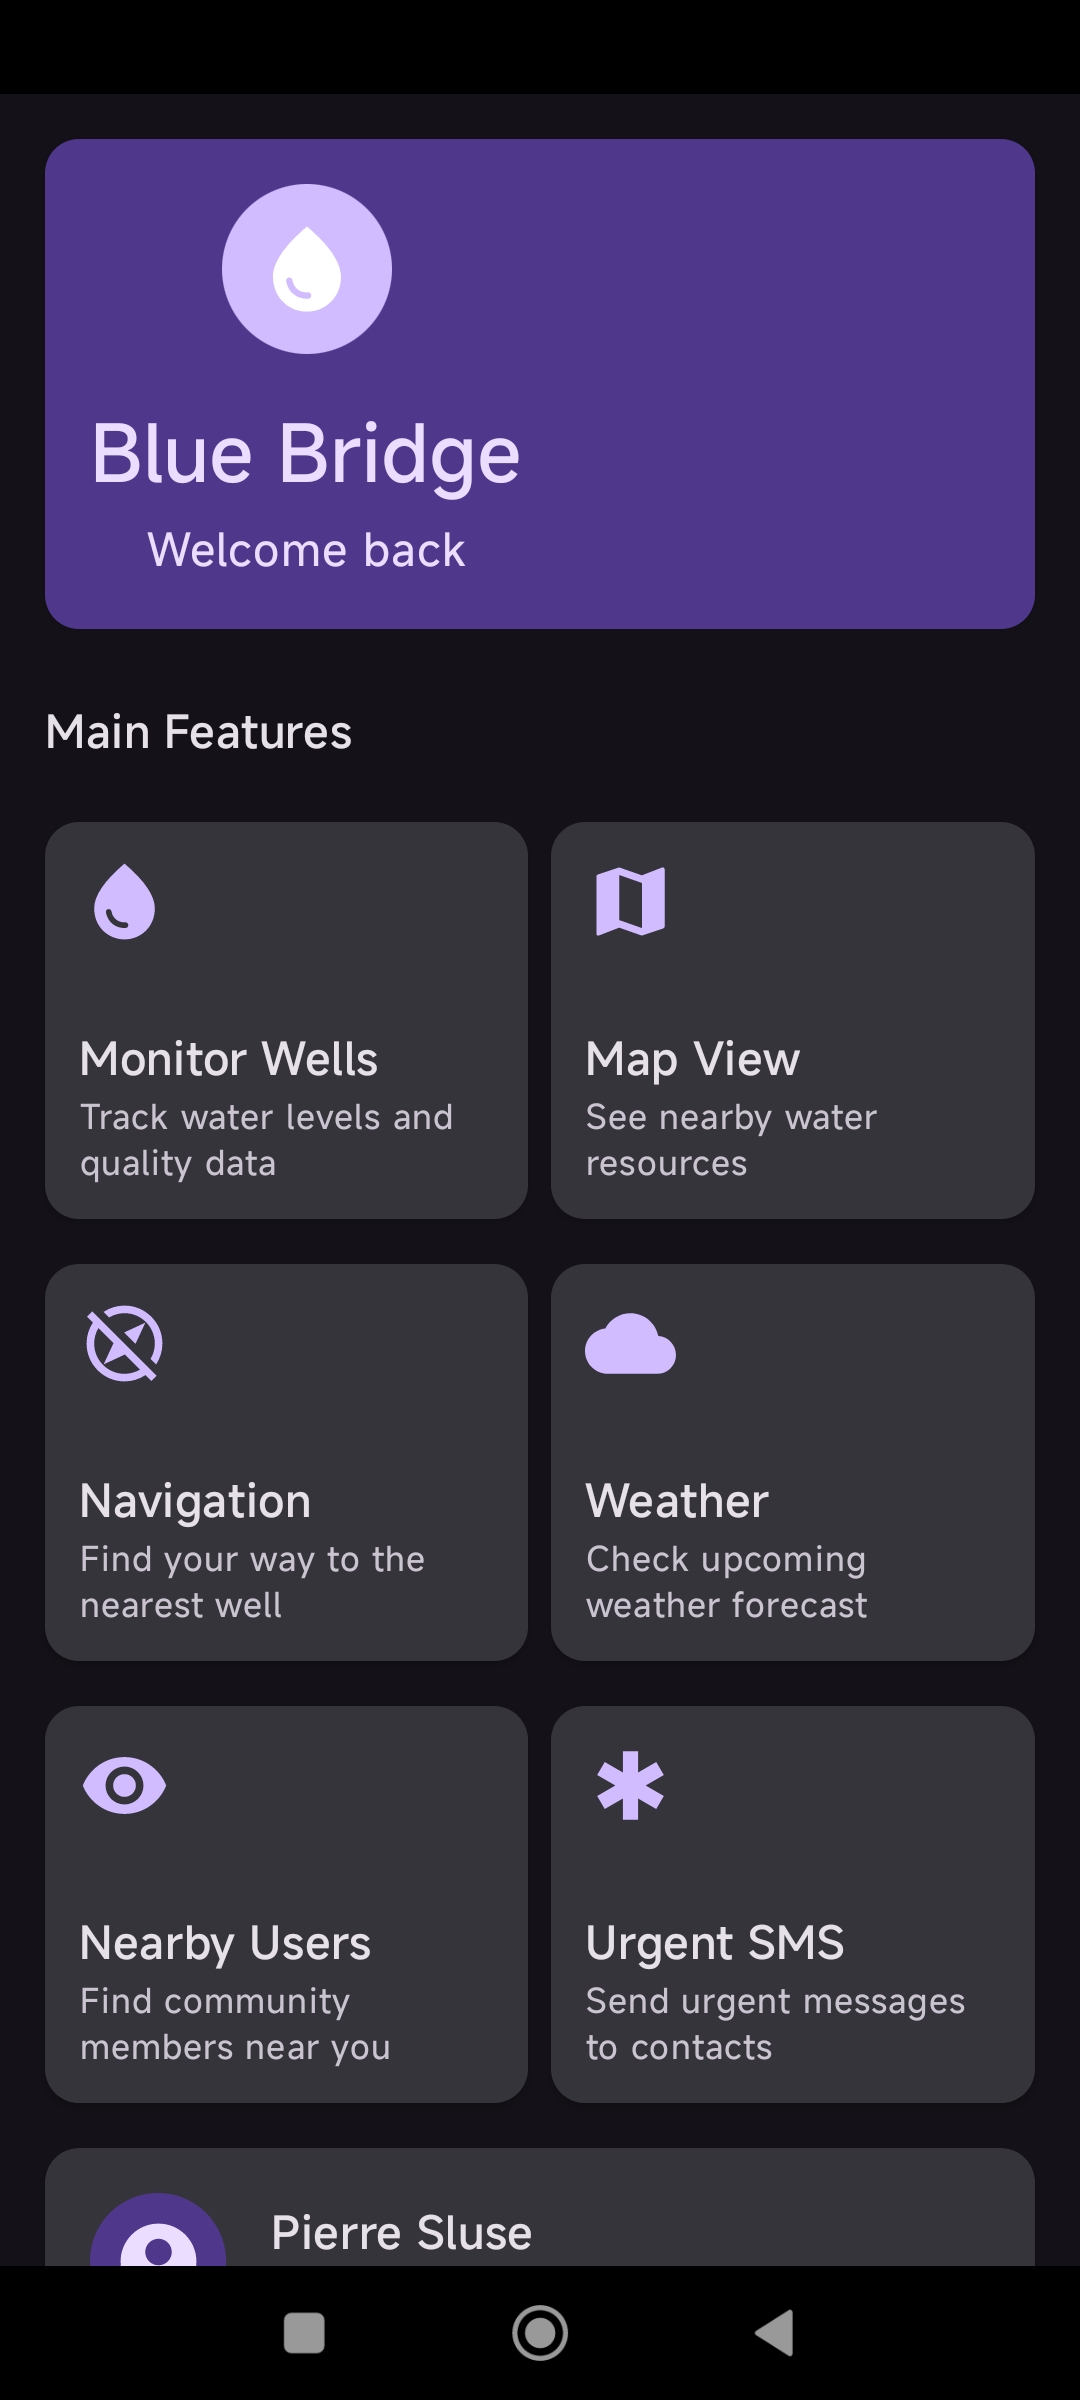 Blue Bridge
Welcome back
Main Features
Monitor Wells
Track water levels and
quality data
Map View
See nearby water
resources
Navigation
Find your way to the
nearest well
Weather
Check upcoming
weather forecast
Nearby Users
Find community
members near you
Urgent SMS
Send urgent messages
to contacts
Pierre Sluse